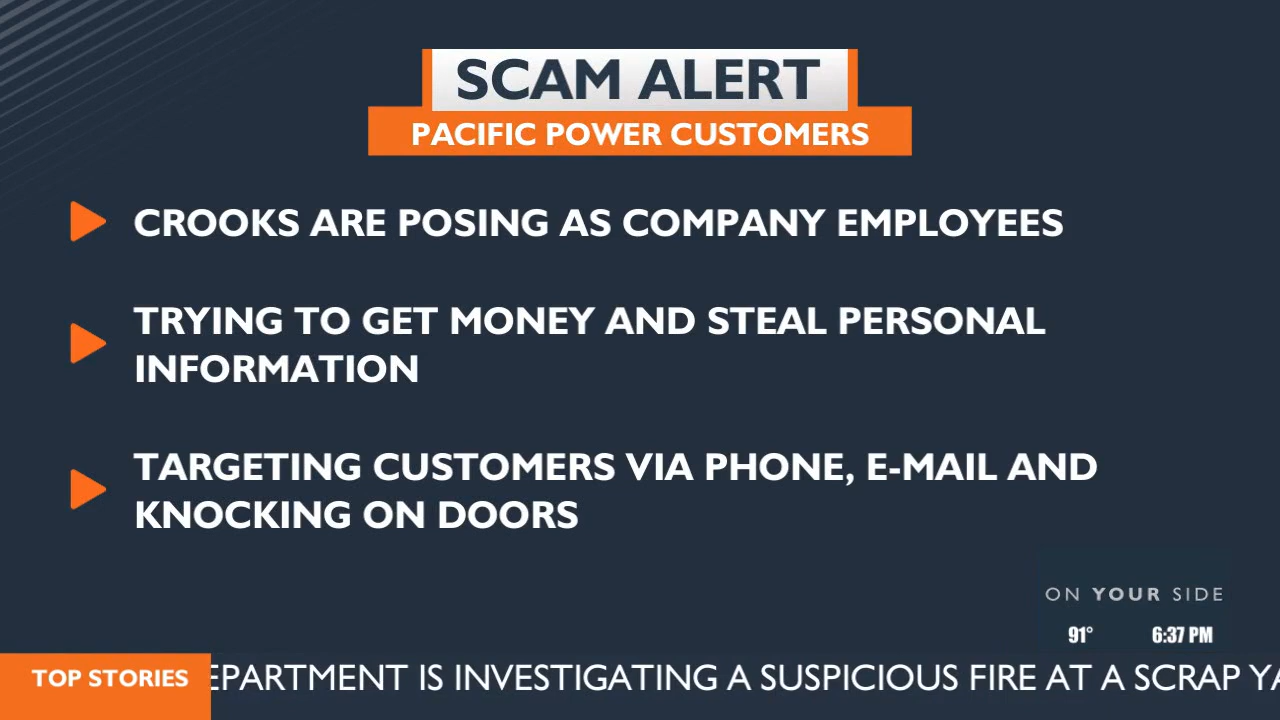 SCAM ALERT
PACIFIC POWER CUSTOMERS
CROOKS ARE POSING AS COMPANY EMPLOYEES
TRYING TO GET MONEY AND STEAL PERSONAL
INFORMATION
TARGETING CUSTOMERS VIA PHONE, E-MAIL AND
KNOCKING ON DOORS
ON YOUR SIDE
91° 6:37 PM
TOP STORIES EPARTMENT IS INVESTIGATING A SUSPICIOUS FIRE AT A SCRAP YA